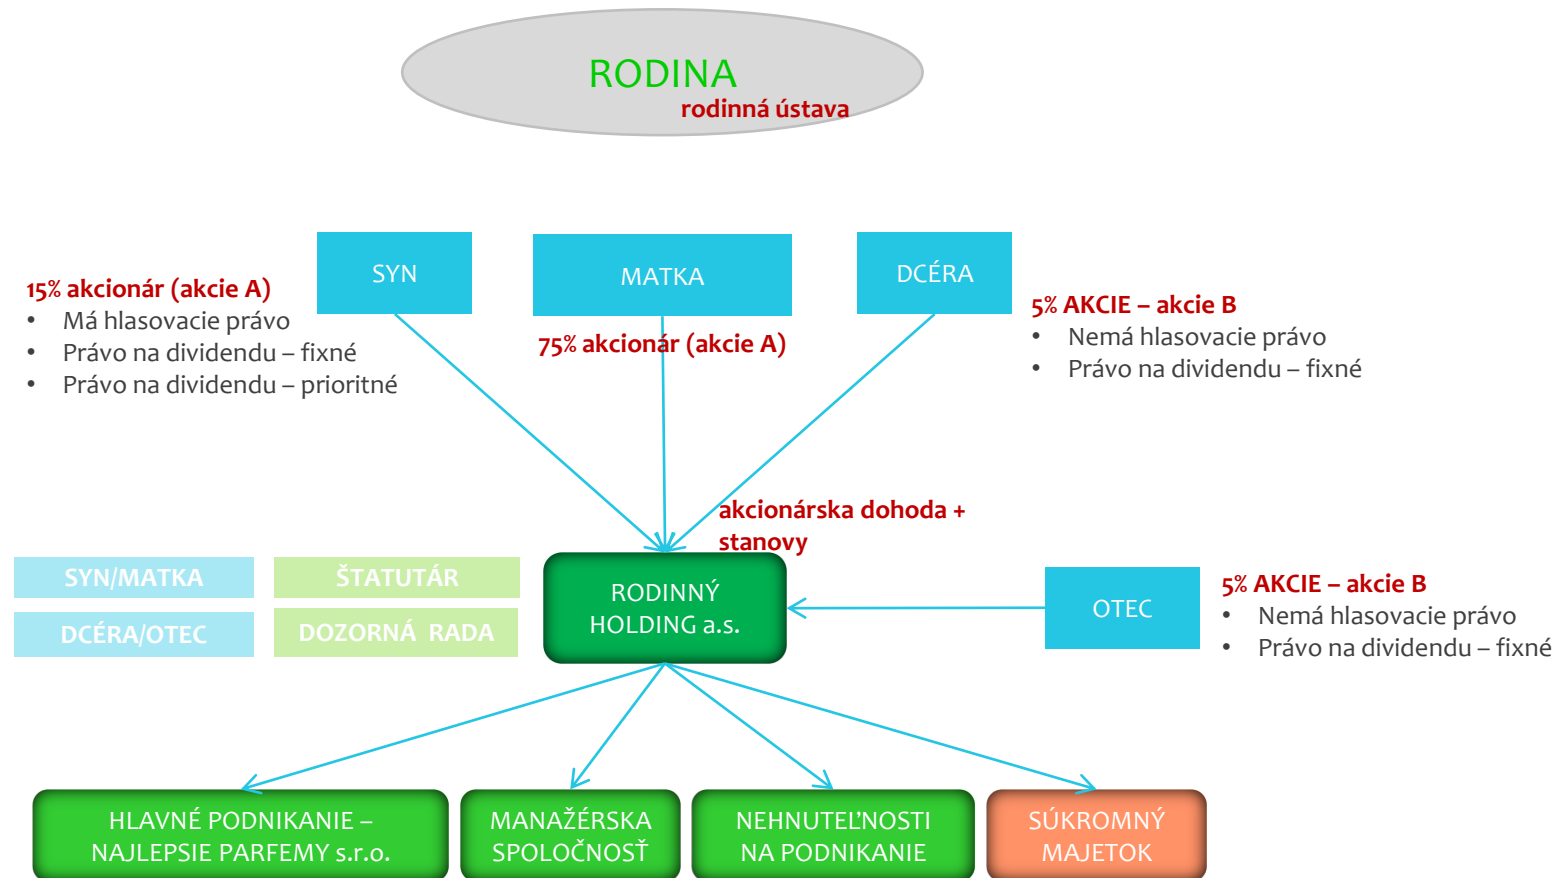 RODINA
rodinná ústava
SYN
MATKA
DCÉRA
15% akcionár (akcie A)
• Má hlasovacie právo
• Právo na dividendu – fixné
• Právo na dividendu – prioritné
75% akcionár (akcie A)
5% AKCIE – akcie B
• Nemá hlasovacie právo
• Právo na dividendu – fixné
akcionárska dohoda +
stanovy
SYN/MATKA
ŠTATUTÁR
DCÉRA/OTEC
DOZORNÁ RADA
RODINNÝ
HOLDING a.s.
OTEC
5% AKCIE – akcie B
• Nemá hlasovacie právo
• Právo na dividendu – fixné
HLAVNÉ PODNIKANIE –
NAJLEPSIE PARFEMY s.r.o.
MANAŽÉRSKA
SPOLOČNOSŤ
NEHNUTEĽNOSTI
NA PODNIKANIE
SÚKROMNÝ
MAJETOK